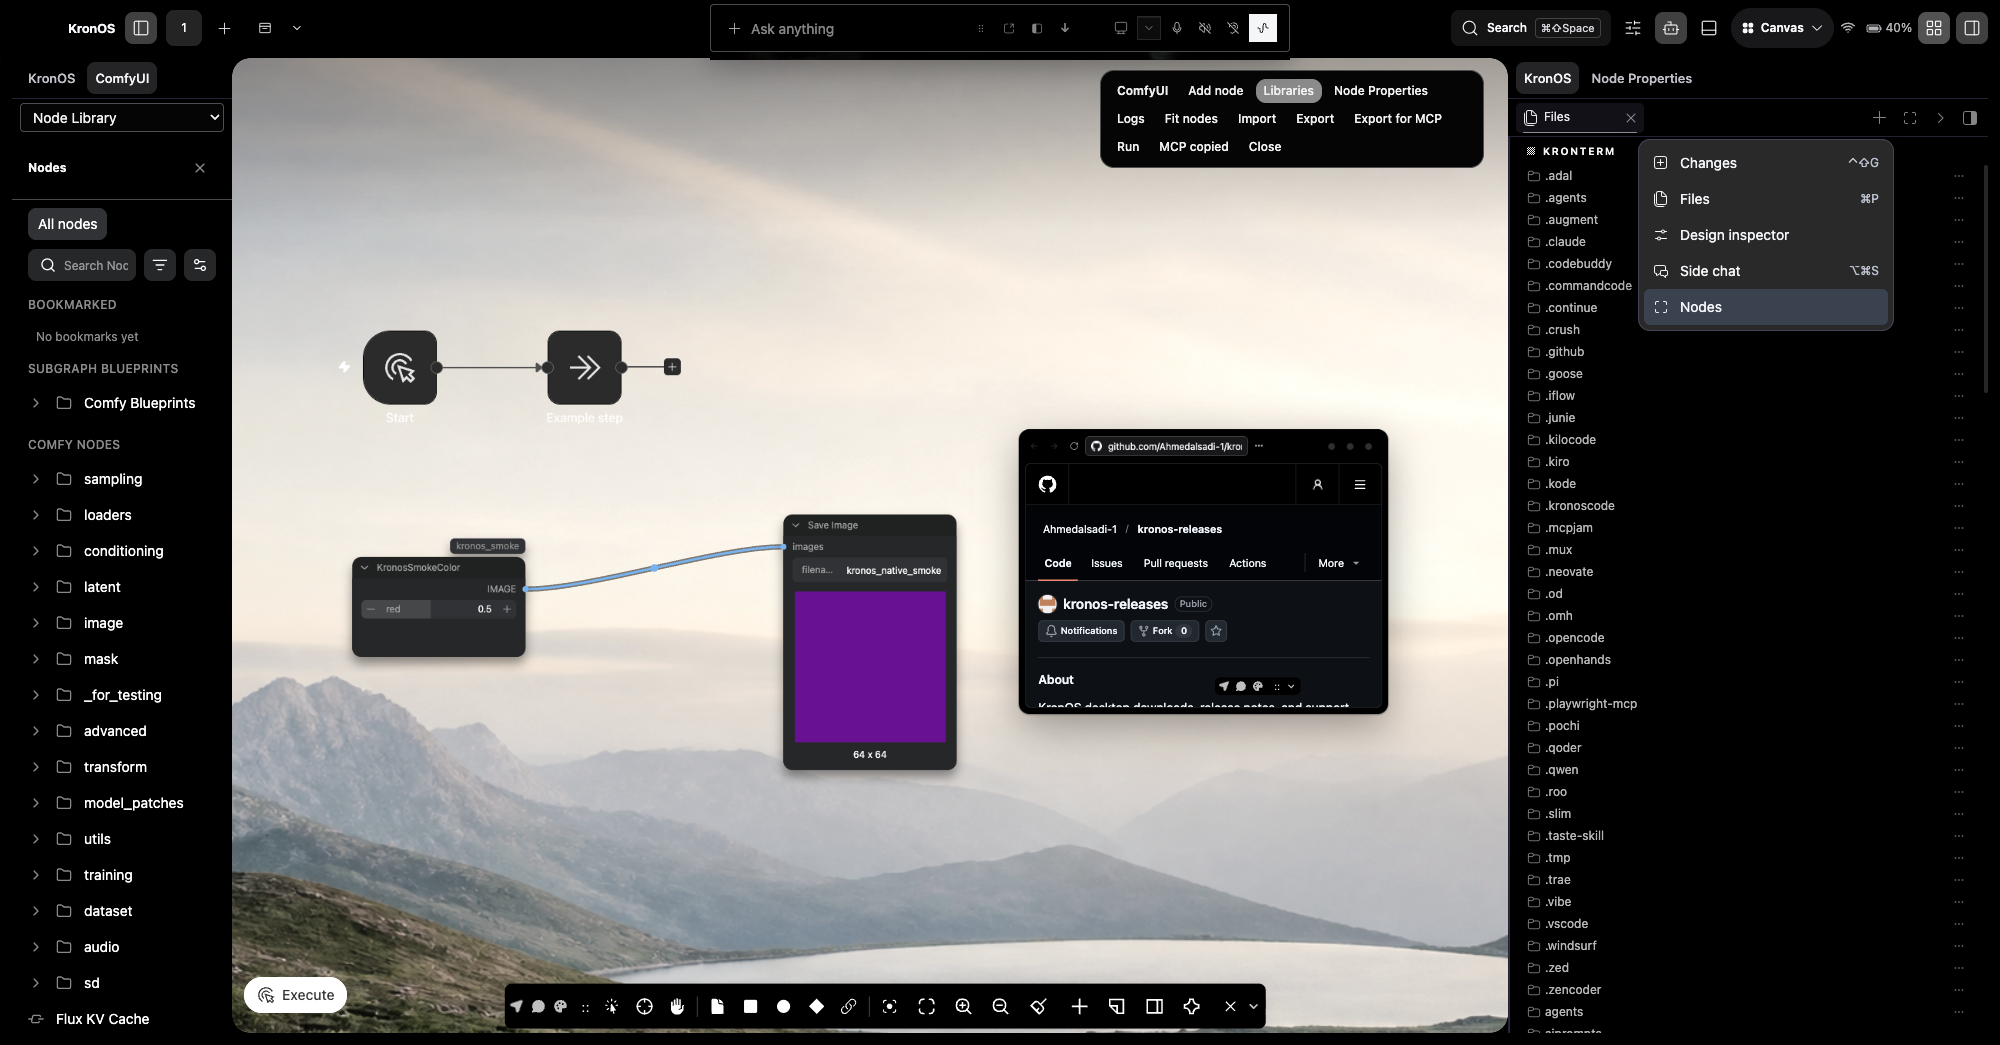 KronOS
1
Ask anything
Search
⌘⇧Space
Canvas
40%
KronOS
ComfyUI
Node Library
Nodes
All nodes
Search Noc
BOOKMARKED
No bookmarks yet
SUBGRAPH BLUEPRINTS
Comfy Blueprints
COMFY NODES
sampling
loaders
conditioning
latent
image
mask
_for_testing
advanced
transform
model_patches
utils
training
dataset
audio
sd
Flux KV Cache
ComfyUI Add node Libraries Node Properties
Logs Fit nodes Import Export Export for MCP
Run MCP copied Close
Start
Example step
kronos_smoke
KronosSmokeColor
IMAGE
red 0.5
Save Image
images
filena... kronos_native_smoke
64 x 64
github.com/Ahmedalsadi-1/kro
Ahmedalsadi-1 / kronos-releases
Code Issues Pull requests Actions More
kronos-releases Public
Notifications Fork 0
About
KronOS desktop downloads, release notes, and support
Execute
KronOS Node Properties
Files
KRONTERM
.adal
.agents
.augment
.claude
.codebuddy
.commandcode
.continue
.crush
.github
.goose
.iflow
.junie
.kilocode
.kiro
.kode
.kronoscode
.mcpjam
.mux
.neovate
.od
.omh
.opencode
.openhands
.pi
.playwright-mcp
.pochi
.qoder
.qwen
.roo
.slim
.taste-skill
.tmp
.trae
.vibe
.vscode
.windsurf
.zed
.zencoder
agents
aiprompts
Changes ^⇧G
Files ⌘P
Design inspector
Side chat ⌥⌘S
Nodes